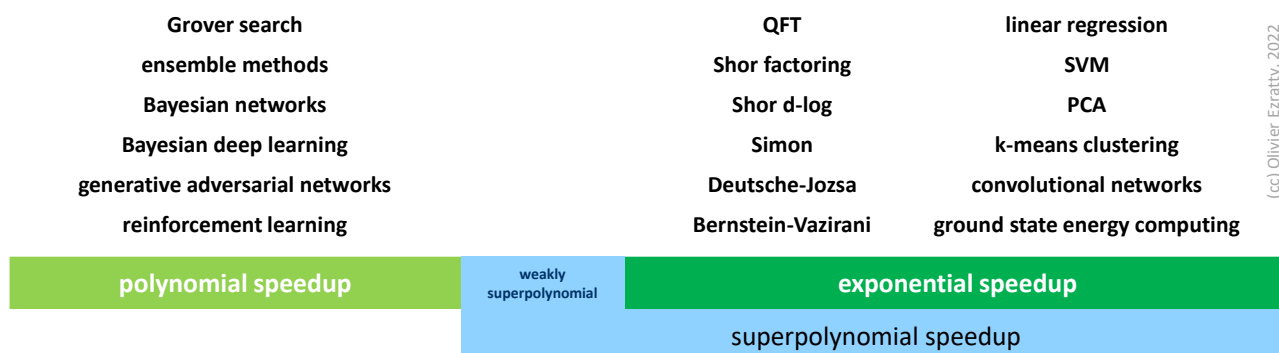 Grover search
ensemble methods
Bayesian networks
Bayesian deep learning
generative adversarial networks
reinforcement learning
QFT
Shor factoring
Shor d-log
Simon
Deutsche-Jozsa
Bernstein-Vazirani
linear regression
SVM
PCA
k-means clustering
convolutional networks
ground state energy computing
(cc) Olivier Ezratty, 2022
polynomial speedup
weakly
superpolynomial
exponential speedup
superpolynomial speedup